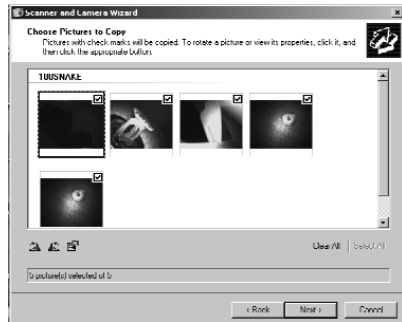 Scanner and Camera Wizard
Choose Pictures to Copy
Pictures with check marks will be copied. To rotate a picture or view its properties, click it, and
then click the appropriate button.
100SNAKE
Clear All
Select All
5 picture(s) selected of 5
< Back
Next >
Cancel